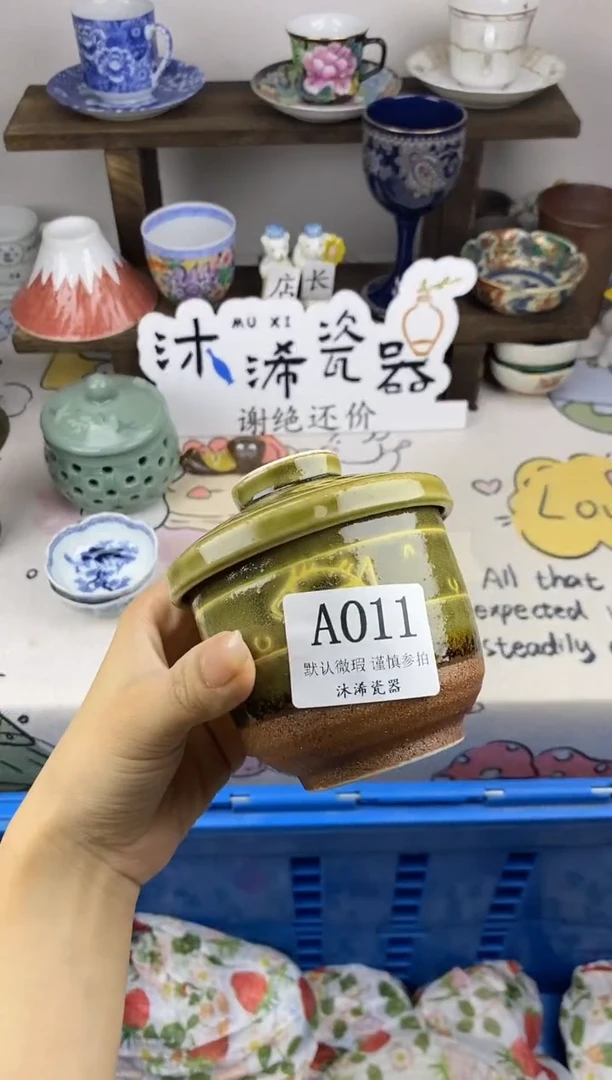 店长
MU XI
沐浠瓷器
谢绝还价
A011
默认微瑕 谨慎参拍
沐浠瓷器
Lov
All that
expected
steadily